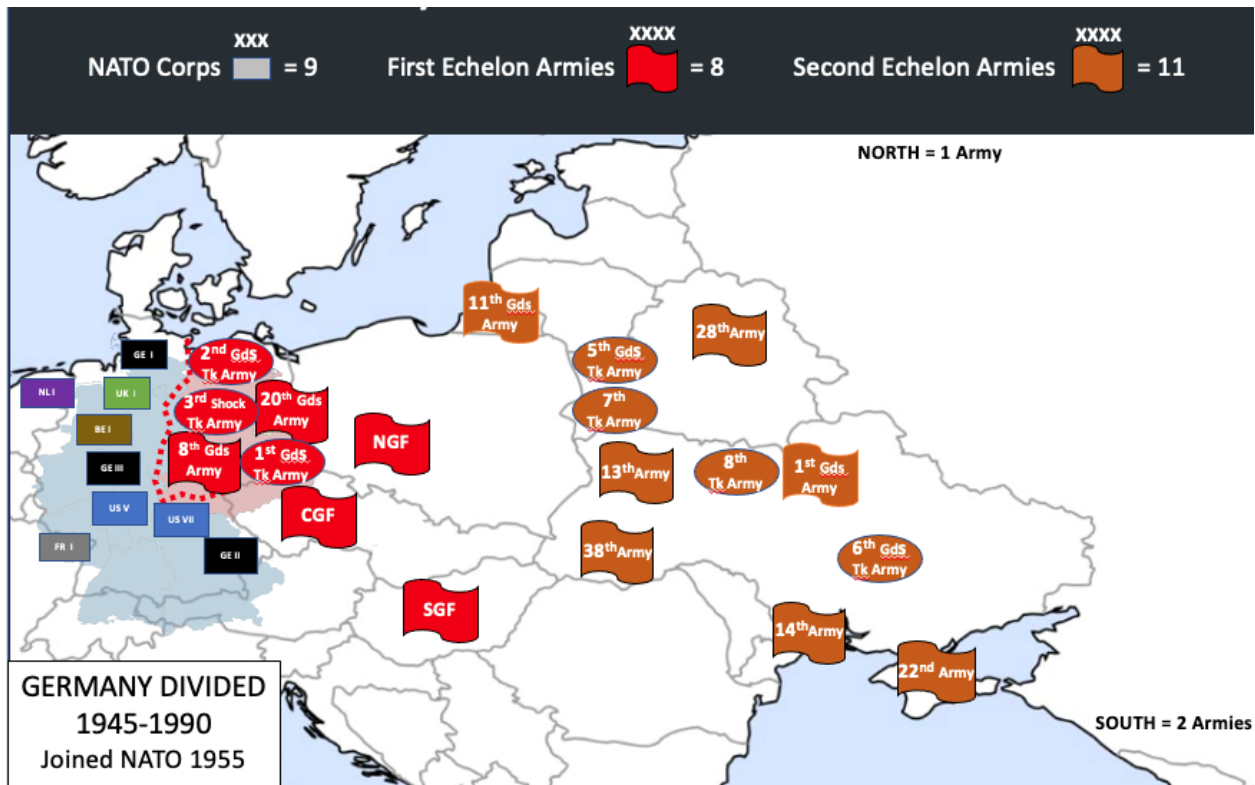 XXX
XXXX
XXXX
NATO Corps = 9
First Echelon Armies = 8
Second Echelon Armies = 11
NORTH = 1 Army
11th Gds
Army
28th Army
GE I
2nd Gds
Tk Army
5th Gds
Tk Army
NL I
UK I
3rd Shock
Tk Army
20th Gds
Army
7th
Tk Army
BE I
NGF
8th Gds
Army
1st Gds
Tk Army
GE III
13th Army
8th
Tk Army
1st Gds
Army
US V
US VII
CGF
FR I
GE II
38th Army
6th Gds
Tk Army
SGF
14th Army
22nd Army
GERMANY DIVIDED
1945-1990
Joined NATO 1955
SOUTH = 2 Armies